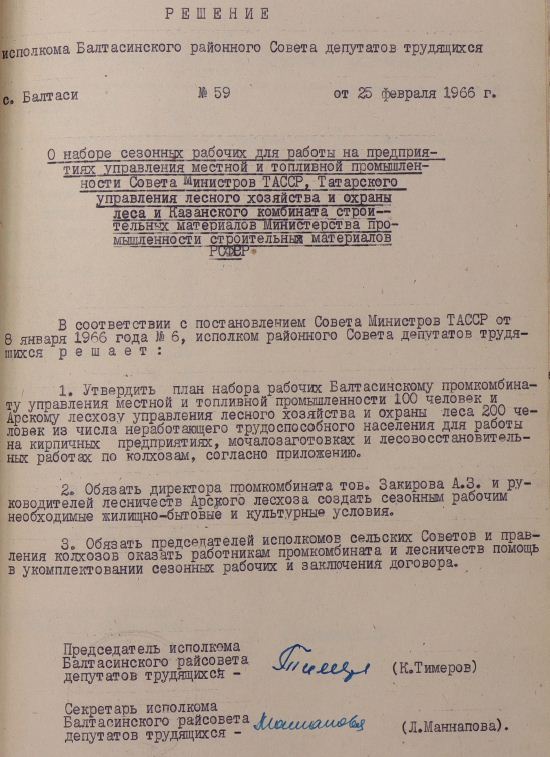 РЕШЕНИЕ
исполкома Балтасинского районного Совета депутатов трудящихся
с. Балтаси № 59 от 25 февраля 1966 г.
О наборе сезонных рабочих для работы на предприя-
тиях управления местной и топливной промышлен-
ности Совета Министров ТАССР, Татарского
управления лесного хозяйства и охраны
леса и Казанского комбината строи-
тельных материалов Министерства про-
мышленности строительных материалов
РСФСР.
В соответствии с постановлением Совета Министров ТАССР от
8 января 1966 года № 6, исполком районного Совета депутатов трудя-
щихся решает:
1. Утвердить план набора рабочих Балтасинскому промкомбина-
ту управления местной и топливной промышленности 100 человек и
Арскому лесхозу управления лесного хозяйства и охраны леса 200 че-
ловек из числа неработающего трудоспособного населения для работы
на кирпичных предприятиях, мочалозаготовках и лесовосстановитель-
ных работах по колхозам, согласно приложению.
2. Обязать директора промкомбината тов. Закирова А.З. и ру-
ководителей лесничеств Арского лесхоза создать сезонным рабочим
необходимые жилищно-бытовые и культурные условия.
3. Обязать председателей исполкомов сельских Советов и прав-
ления колхозов оказать работникам промкомбината и лесничеств помощь
в укомплектовании сезонных рабочих и заключения договора.
Председатель исполкома
Балтасинского райсовета
депутатов трудящихся - (К.Тимеров)
Секретарь исполкома
Балтасинского райсовета
депутатов трудящихся - Маннапова (Л.Маннапова).